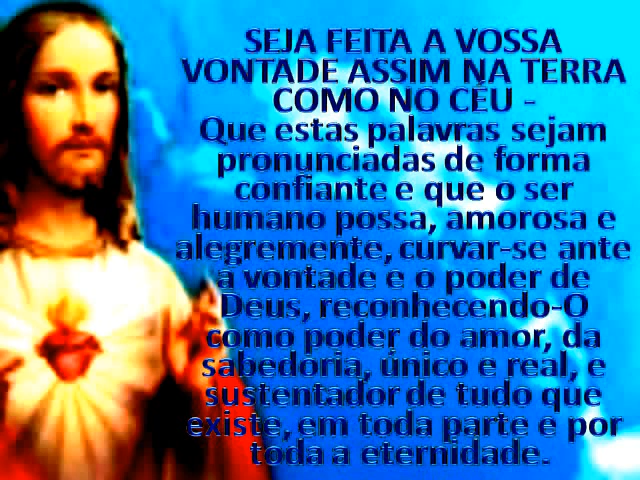 SEJA FEITA A VOSSA
VONTADE ASSIM NA TERRA
COMO NO CÉU -
Que estas palavras sejam
pronunciadas de forma
confiante e que o ser
humano possa, amorosa e
alegremente, curvar-se ante
a vontade e o poder de
Deus, reconhecendo-O
como poder do amor, da
sabedoria, único e real, e
sustentador de tudo que
existe, em toda parte e por
toda a eternidade.